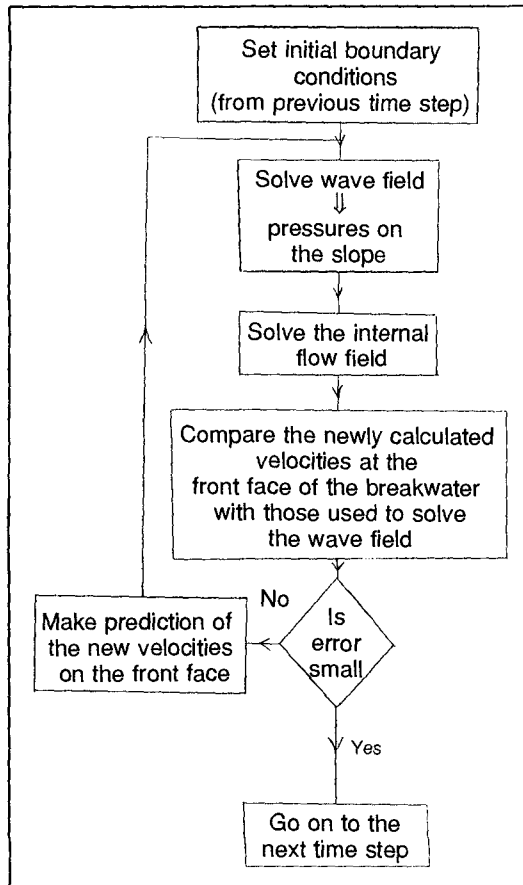 Set initial boundary
conditions
(from previous time step)
Solve wave field
⇓
pressures on
the slope
Solve the internal
flow field
Compare the newly calculated
velocities at the
front face of the breakwater
with those used to solve
the wave field
Is
error
small
No
Make prediction of
the new velocities
on the front face
Yes
Go on to the
next time step